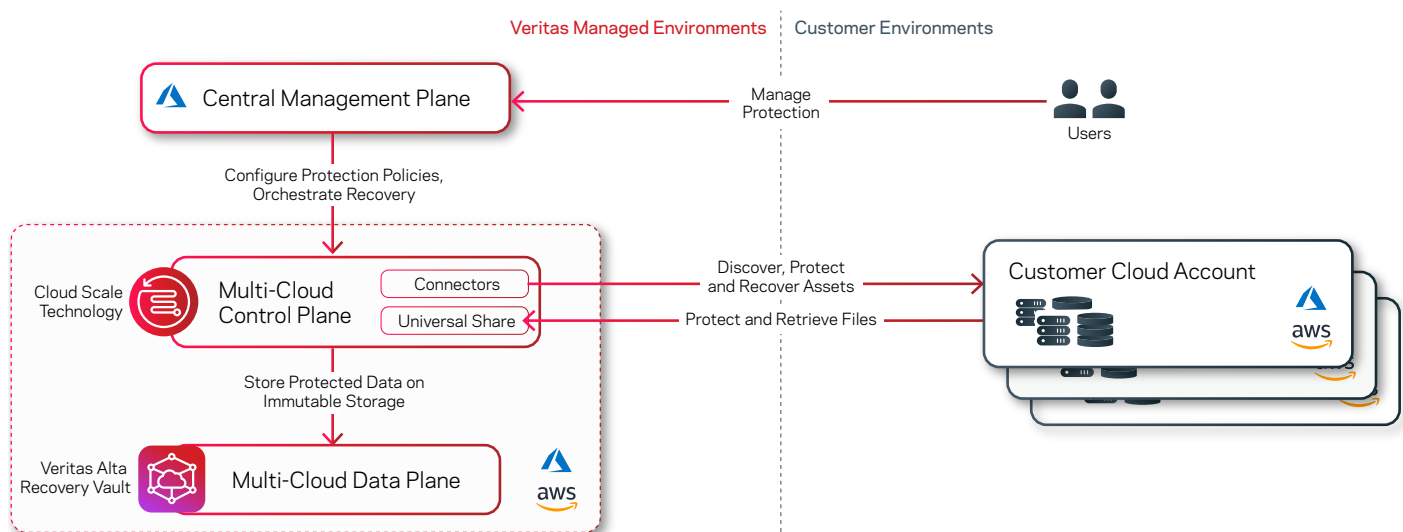 Veritas Managed Environments
Customer Environments
Central Management Plane
Manage
Protection
Users
Configure Protection Policies,
Orchestrate Recovery
Cloud Scale
Technology
Multi-Cloud
Control Plane
Connectors
Universal Share
Discover, Protect
and Recover Assets
Protect and Retrieve Files
Customer Cloud Account
aws
aws
Store Protected Data on
Immutable Storage
Veritas Alta
Recovery Vault
Multi-Cloud Data Plane
aws